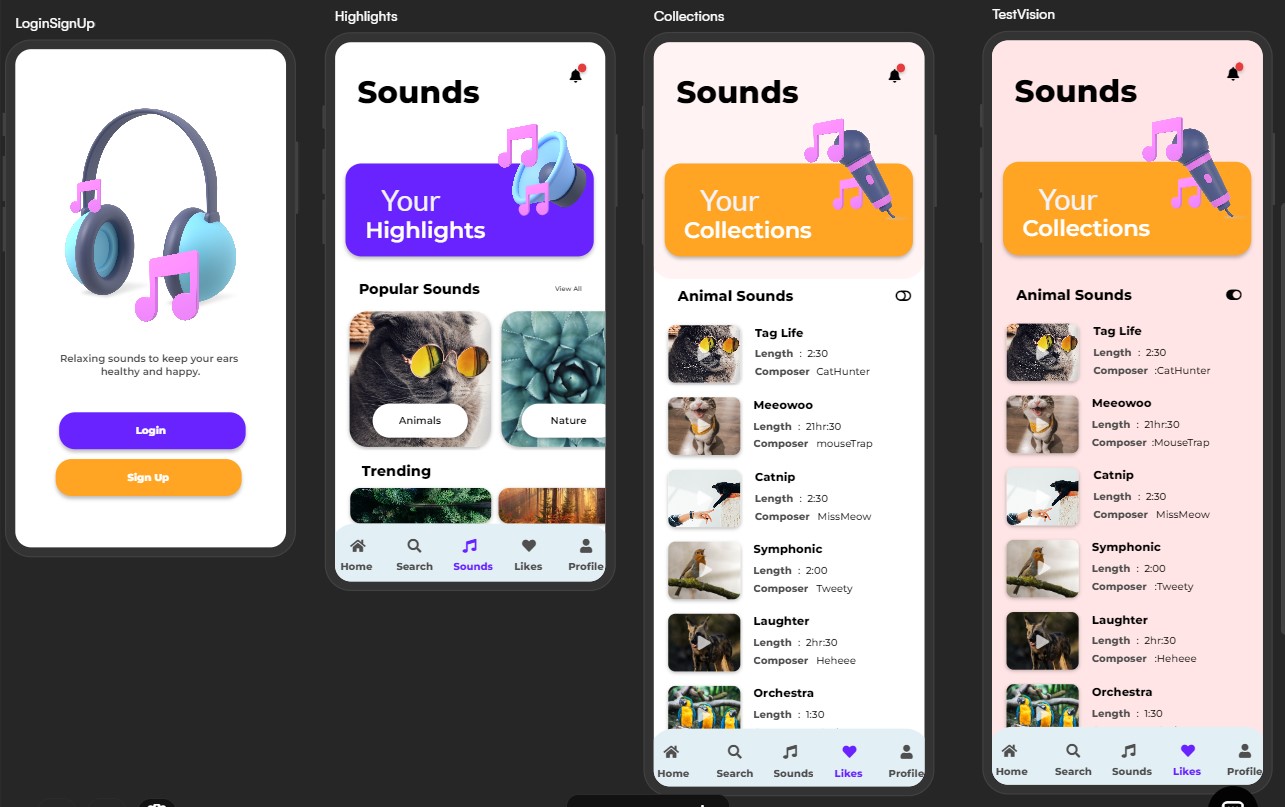 LoginSignUp
Relaxing sounds to keep your ears
healthy and happy.
Login
Sign Up
Highlights
Sounds
Your
Highlights
Popular Sounds
View All
Animals
Nature
Trending
Home
Search
Sounds
Likes
Profile
Collections
Sounds
Your
Collections
Animal Sounds
Tag Life
Length : 2:30
Composer CatHunter
Meeowoo
Length : 21hr:30
Composer mouseTrap
Catnip
Length : 2:30
Composer MissMeow
Symphonic
Length : 2:00
Composer Tweety
Laughter
Length : 2hr:30
Composer Heheee
Orchestra
Length : 1:30
Home
Search
Sounds
Likes
Profile
TestVision
Sounds
Your
Collections
Animal Sounds
Tag Life
Length : 2:30
Composer :CatHunter
Meeowoo
Length : 21hr:30
Composer :MouseTrap
Catnip
Length : 2:30
Composer MissMeow
Symphonic
Length : 2:00
Composer :Tweety
Laughter
Length : 2hr:30
Composer :Heheee
Orchestra
Length : 1:30
Home
Search
Sounds
Likes
Profile